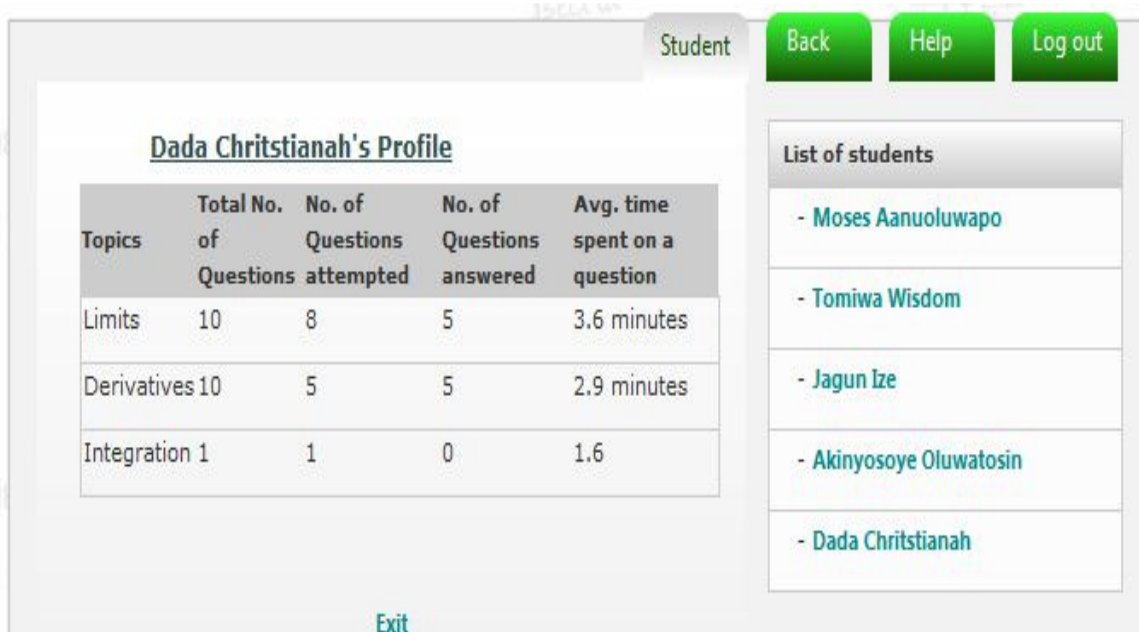 Student
Back
Help
Log out
Dada Chritstianah's Profile
Topics
Total No. of Questions
No. of Questions attempted
No. of Questions answered
Avg. time spent on a question
Limits 10 8 5 3.6 minutes
Derivatives 10 5 5 2.9 minutes
Integration 1 1 0 1.6
Exit
List of students
- Moses Aanuoluwapo
- Tomiwa Wisdom
- Jagun Ize
- Akinyosoye Oluwatosin
- Dada Chritstianah